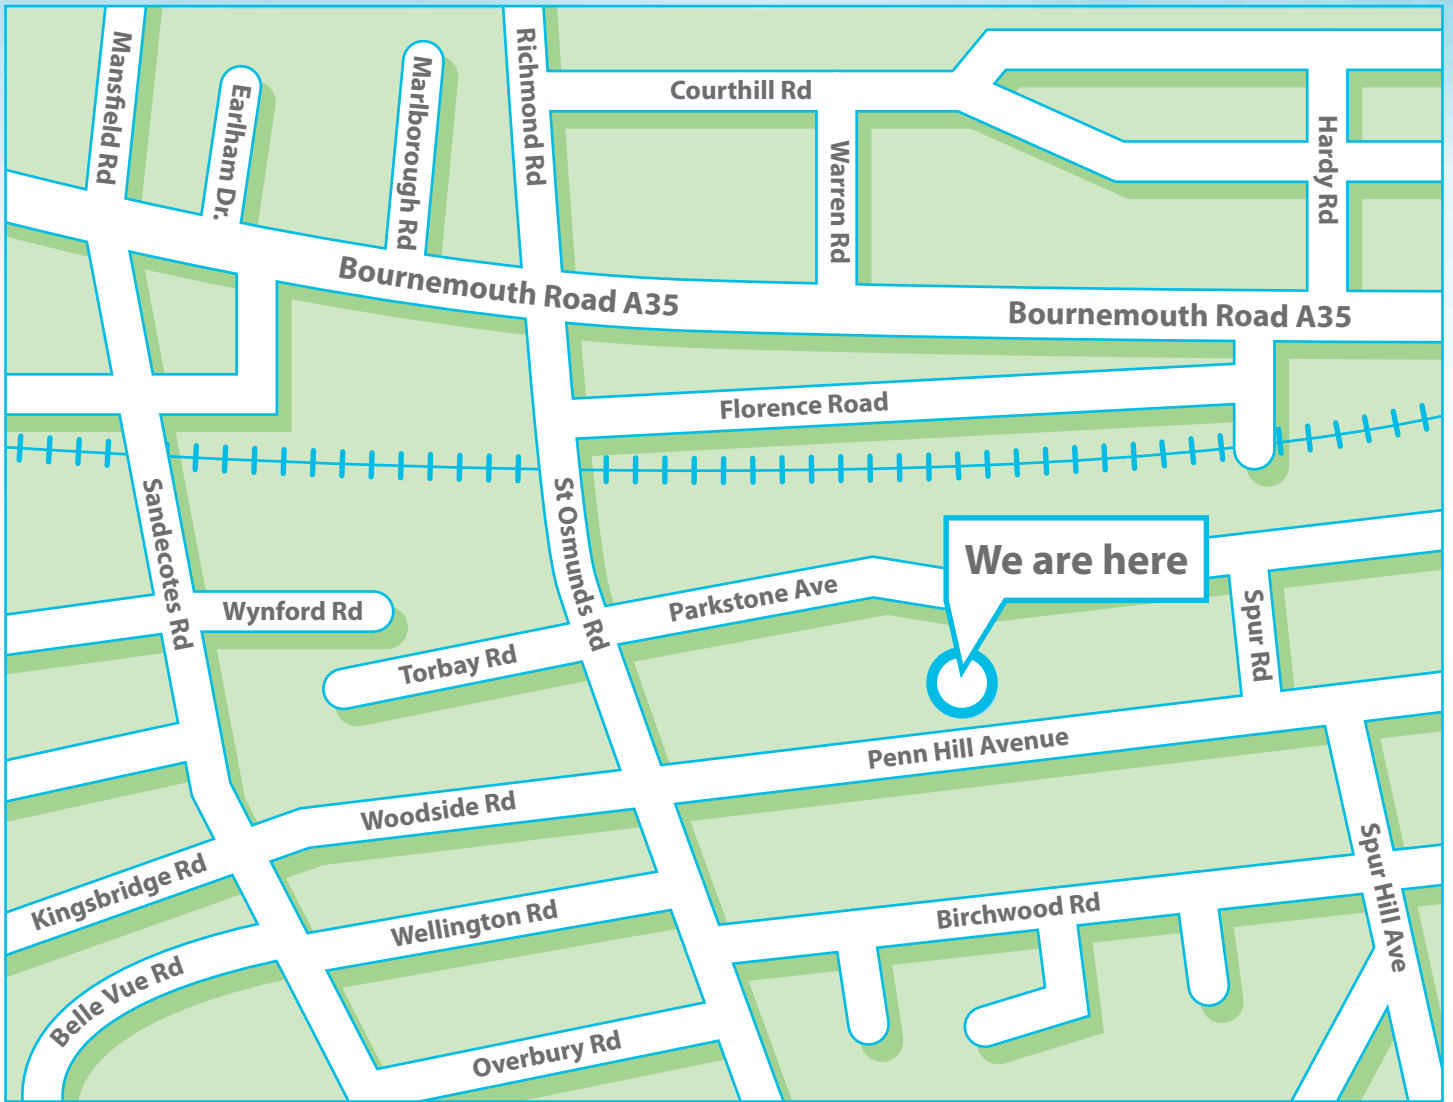 Mansfield Rd
Earlham Dr.
Marlborough Rd
Richmond Rd
Courthill Rd
Warren Rd
Hardy Rd
Bournemouth Road A35
Bournemouth Road A35
Florence Road
Sandecotes Rd
St Osmunds Rd
We are here
Parkstone Ave
Wynford Rd
Spur Rd
Torbay Rd
Penn Hill Avenue
Woodside Rd
Kingsbridge Rd
Spur Hill Ave
Wellington Rd
Birchwood Rd
Belle Vue Rd
Overbury Rd